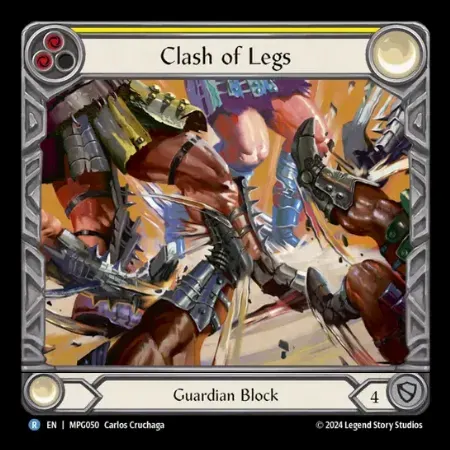 Clash of Legs
Guardian Block
4
R EN | MPG050 Carlos Cruchaga
© 2024 Legend Story Studios